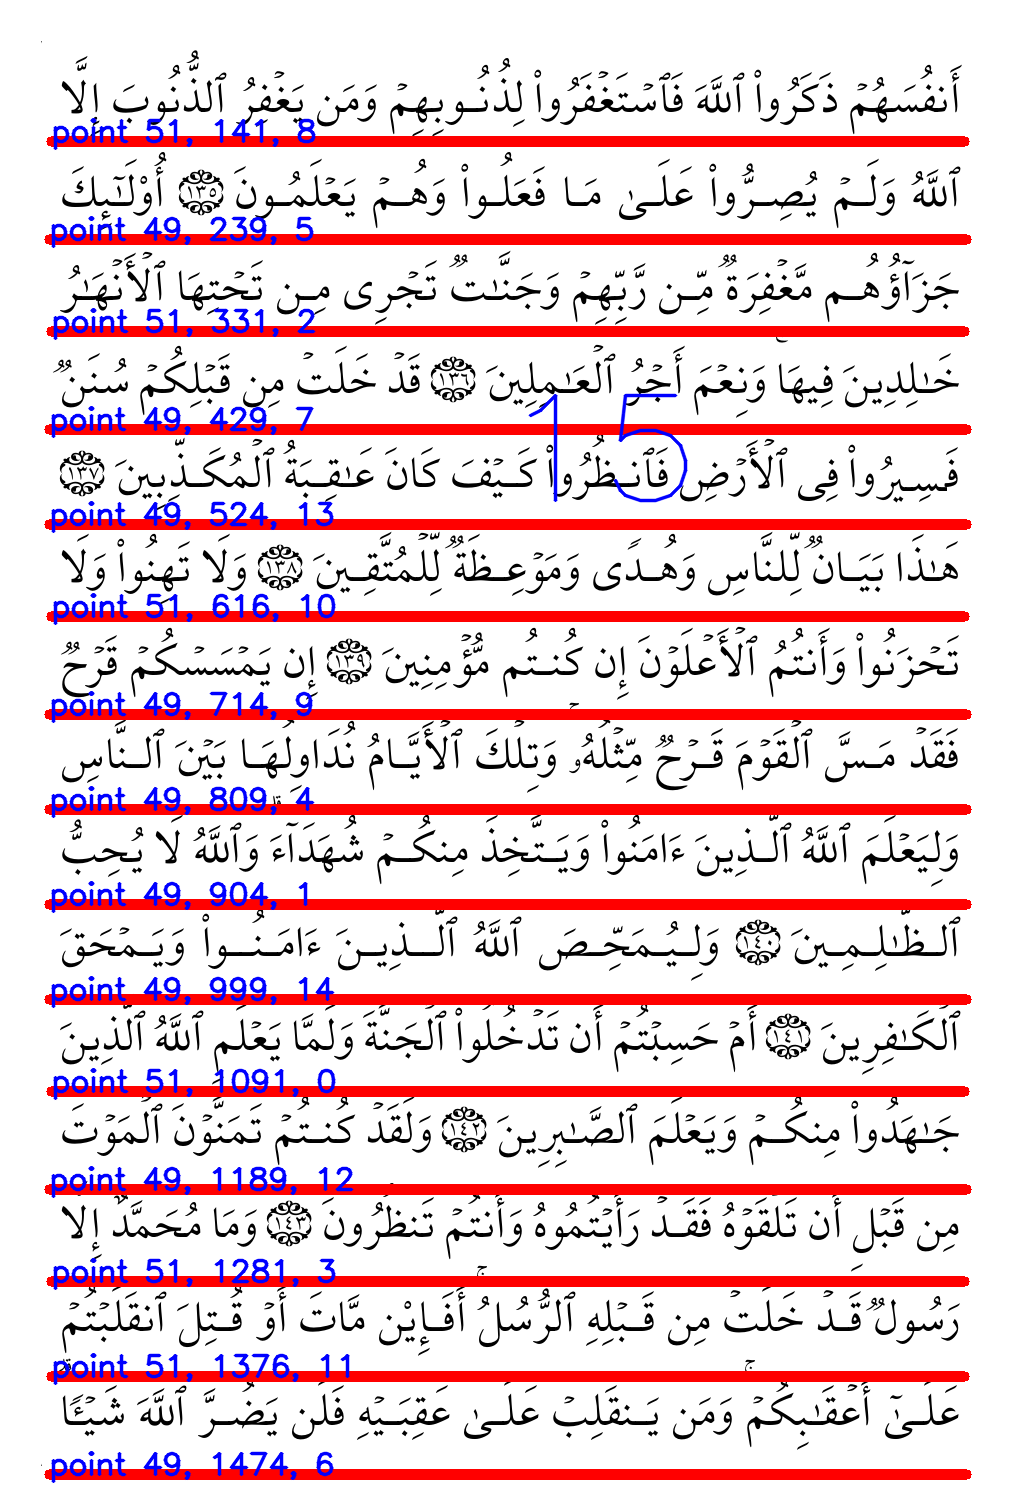 أَنفُسَهُمۡ ذَكَرُواْ ٱللَّهَ فَٱسۡتَغۡفَرُواْ لِذُنُوبِهِمۡ وَمَن يَغۡفِرُ ٱلذُّنُوبَ إِلَّا
point 51, 141, 8
ٱللَّهُ وَلَمۡ يُصِرُّواْ عَلَىٰ مَا فَعَلُواْ وَهُمۡ يَعۡلَمُونَ ١٣٥ أُوْلَٰٓئِكَ
point 49, 239, 5
جَزَآؤُهُم مَّغۡفِرَةٞ مِّن رَّبِّهِمۡ وَجَنَّٰتٞ تَجۡرِي مِن تَحۡتِهَا ٱلۡأَنۡهَٰرُ
point 51, 331, 2
خَٰلِدِينَ فِيهَاۚ وَنِعۡمَ أَجۡرُ ٱلۡعَٰمِلِينَ ١٣٦ قَدۡ خَلَتۡ مِن قَبۡلِكُمۡ سُنَنٞ
point 49, 429, 7
15
فَسِيرُواْ فِي ٱلۡأَرۡضِ فَٱنظُرُواْ كَيۡفَ كَانَ عَٰقِبَةُ ٱلۡمُكَذِّبِينَ ١٣٧
point 49, 524, 13
هَٰذَا بَيَانٞ لِّلنَّاسِ وَهُدٗى وَمَوۡعِظَةٞ لِّلۡمُتَّقِينَ ١٣٨ وَلَا تَهِنُواْ وَلَا
point 51, 616, 10
تَحۡزَنُواْ وَأَنتُمُ ٱلۡأَعۡلَوۡنَ إِن كُنتُم مُّؤۡمِنِينَ ١٣٩ إِن يَمۡسَسۡكُمۡ قَرۡحٞ
point 49, 714, 9
فَقَدۡ مَسَّ ٱلۡقَوۡمَ قَرۡحٞ مِّثۡلُهُۥۚ وَتِلۡكَ ٱلۡأَيَّامُ نُدَاوِلُهَا بَيۡنَ ٱلنَّاسِ
point 49, 809, 4
وَلِيَعۡلَمَ ٱللَّهُ ٱلَّذِينَ ءَامَنُواْ وَيَتَّخِذَ مِنكُمۡ شُهَدَآءَۗ وَٱللَّهُ لَا يُحِبُّ
point 49, 904, 1
ٱلظَّٰلِمِينَ ١٤٠ وَلِيُمَحِّصَ ٱللَّهُ ٱلَّذِينَ ءَامَنُواْ وَيَمۡحَقَ
point 49, 999, 14
ٱلۡكَٰفِرِينَ ١٤١ أَمۡ حَسِبۡتُمۡ أَن تَدۡخُلُواْ ٱلۡجَنَّةَ وَلَمَّا يَعۡلَمِ ٱللَّهُ ٱلَّذِينَ
point 51, 1091, 0
جَٰهَدُواْ مِنكُمۡ وَيَعۡلَمَ ٱلصَّٰبِرِينَ ١٤٢ وَلَقَدۡ كُنتُمۡ تَمَنَّوۡنَ ٱلۡمَوۡتَ
point 49, 1189, 12
مِن قَبۡلِ أَن تَلۡقَوۡهُ فَقَدۡ رَأَيۡتُمُوهُ وَأَنتُمۡ تَنظُرُونَ ١٤٣ وَمَا مُحَمَّدٌ إِلَّا
point 51, 1281, 3
رَسُولٞ قَدۡ خَلَتۡ مِن قَبۡلِهِ ٱلرُّسُلُۚ أَفَإِيْن مَّاتَ أَوۡ قُتِلَ ٱنقَلَبۡتُمۡ
point 51, 1376, 11
عَلَىٰٓ أَعۡقَٰبِكُمۡۚ وَمَن يَنقَلِبۡ عَلَىٰ عَقِبَيۡهِ فَلَن يَضُرَّ ٱللَّهَ شَيۡـٔٗاۗ
point 49, 1474, 6